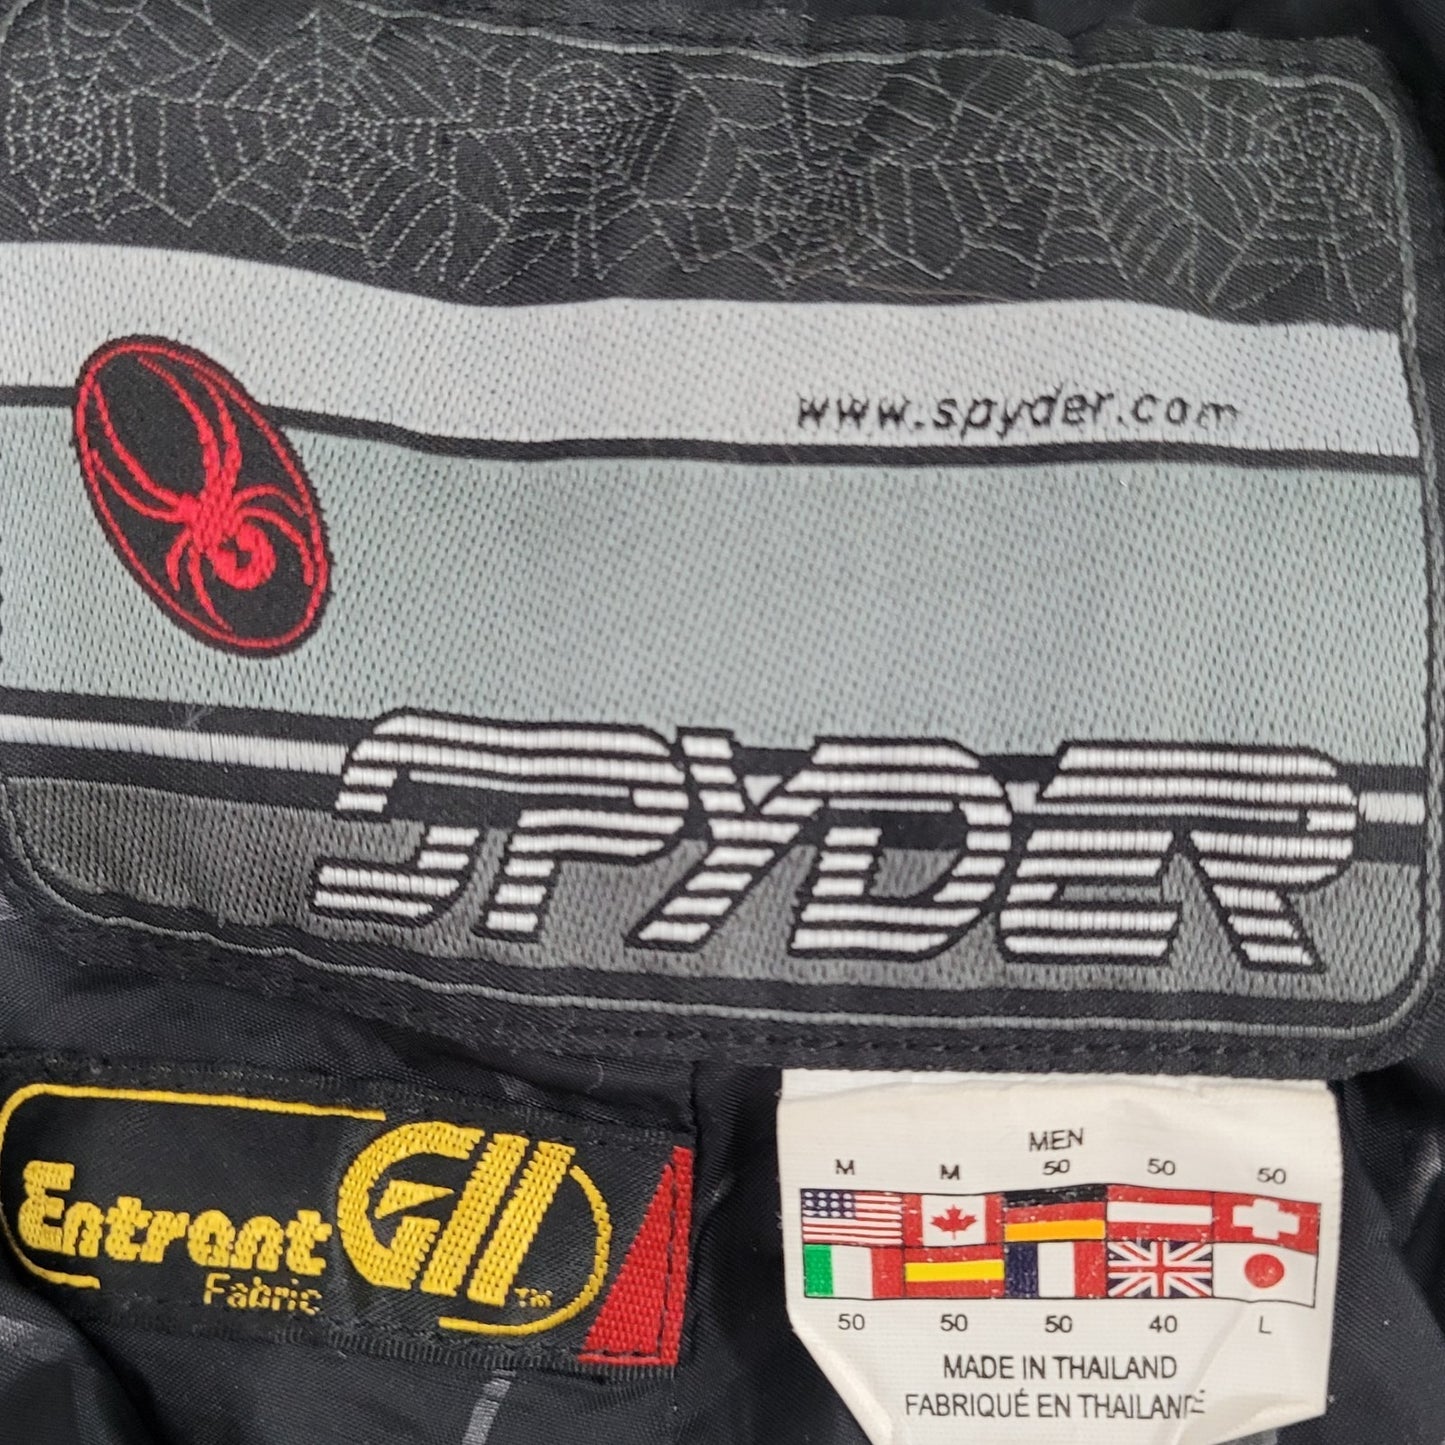 www.spyder.com
SPYDER
Entrant GII
Fabric TM
MEN
M M 50 50 50
50 50 50 40 L
MADE IN THAILAND
FABRIQUÉ EN THAILANDE